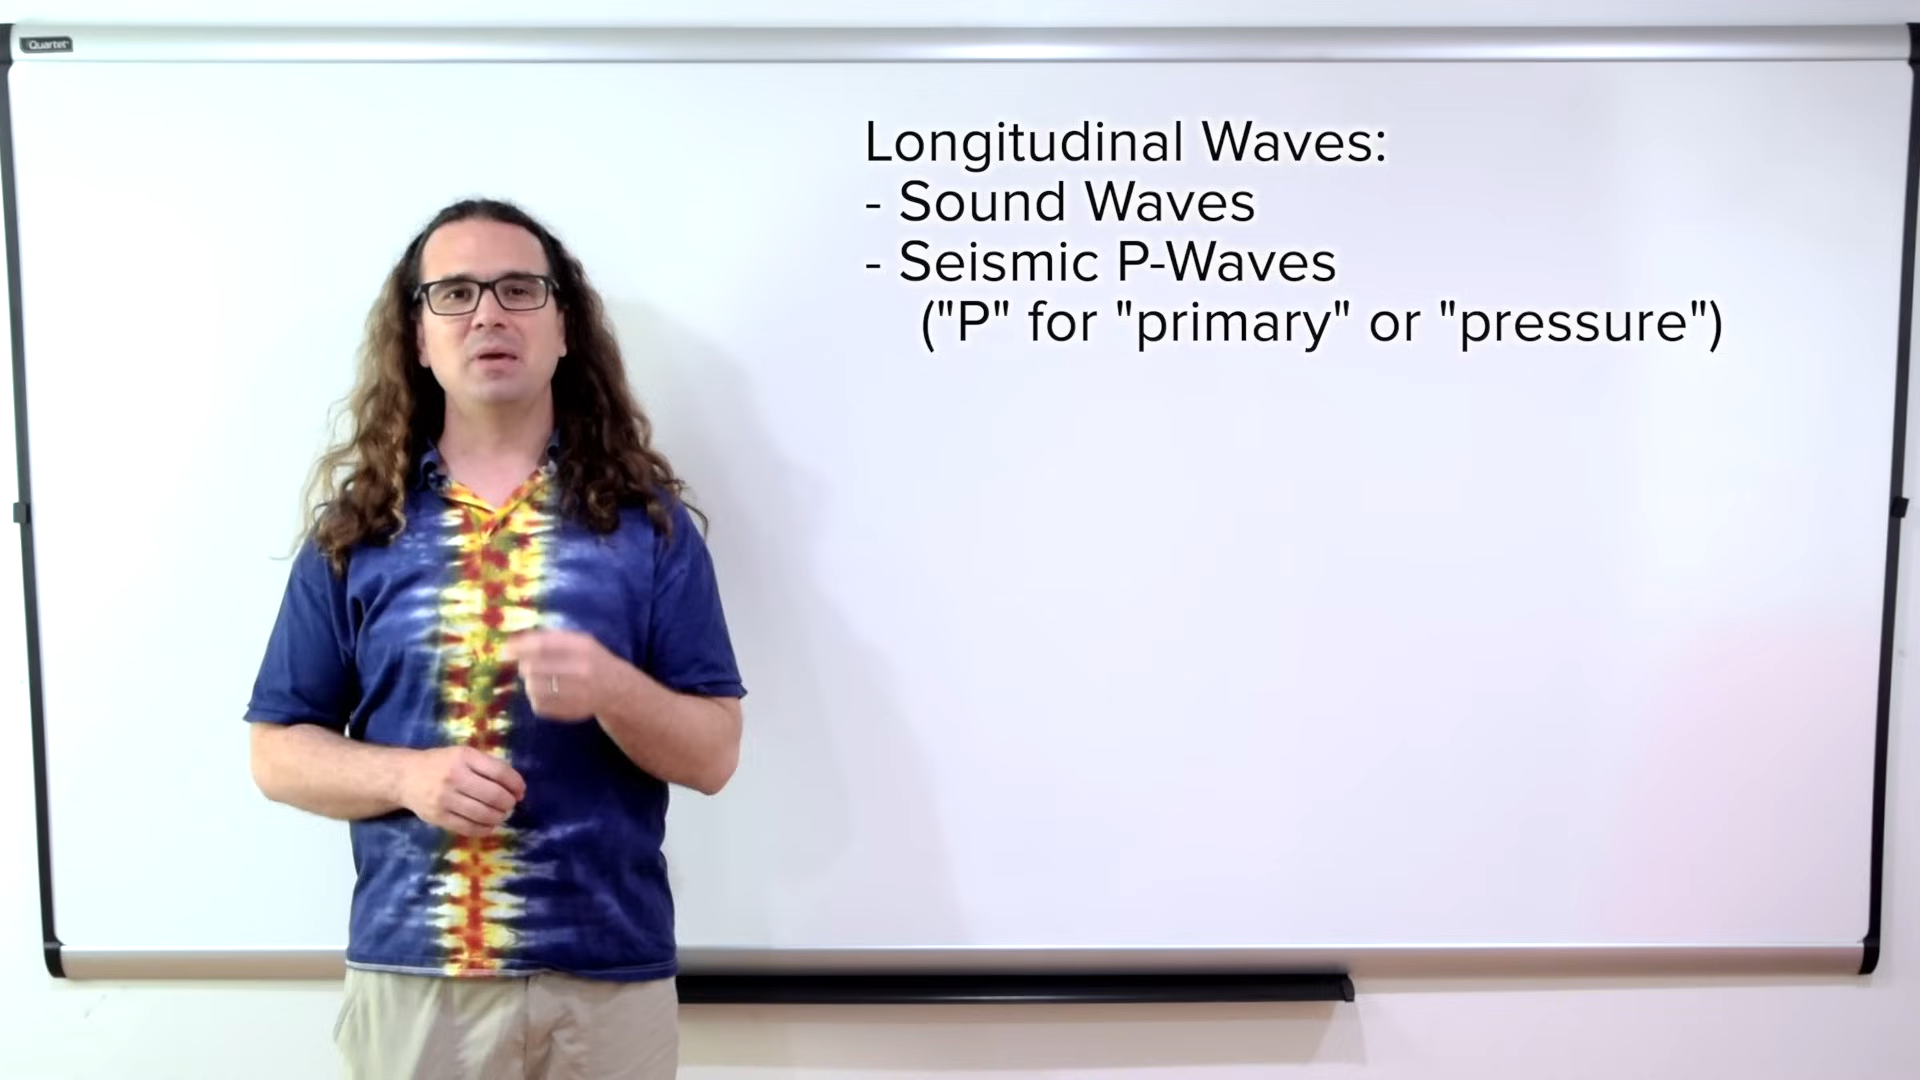 Quartet
Longitudinal Waves:
- Sound Waves
- Seismic P-Waves
("P" for "primary" or "pressure")